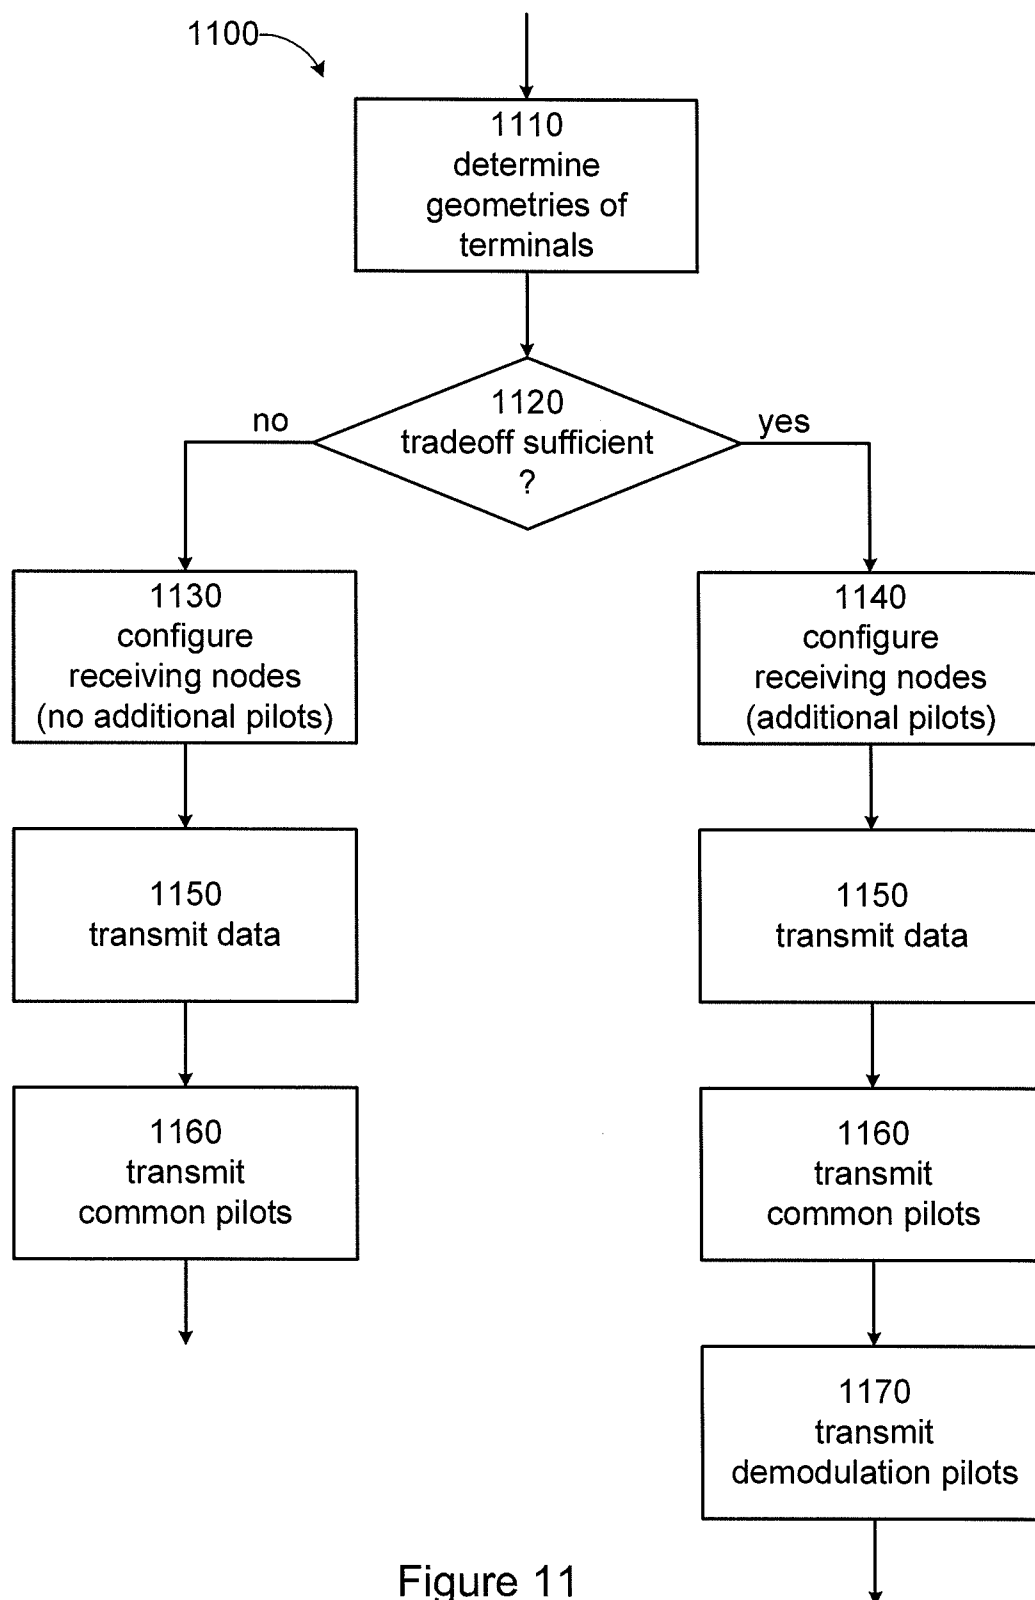 1100
1110
determine
geometries of
terminals
1120
tradeoff sufficient
?
no
yes
1130
configure
receiving nodes
(no additional pilots)
1140
configure
receiving nodes
(additional pilots)
1150
transmit data
1150
transmit data
1160
transmit
common pilots
1160
transmit
common pilots
1170
transmit
demodulation pilots
Figure 11